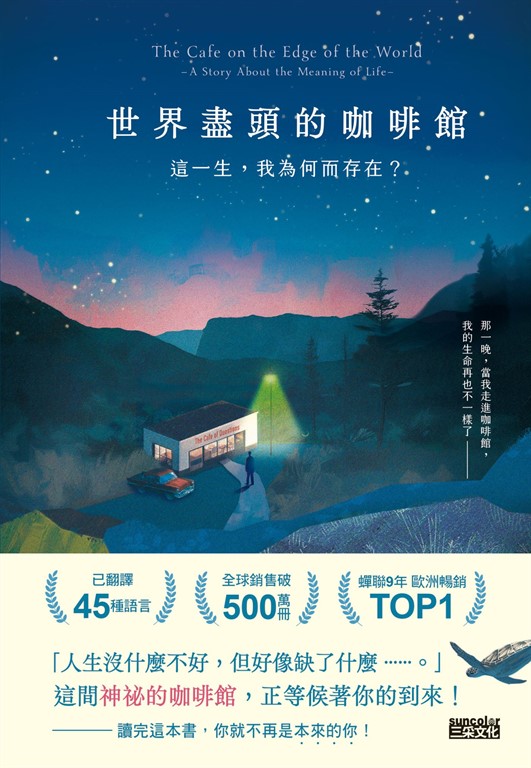 The Cafe on the Edge of the World
–A Story About the Meaning of Life–
世界盡頭的咖啡館
這一生，我為何而存在？
那一晚，當我走進咖啡館，
我的生命再也不一樣了——
The Cafe of Questions
已翻譯
45種語言
全球銷售破
500萬冊
蟬聯9年 歐洲暢銷
TOP1
「人生沒什麼不好，但好像缺了什麼……。」
這間神祕的咖啡館，正等候著你的到來！
——讀完這本書，你就不再是本來的你！
suncolor
三采文化